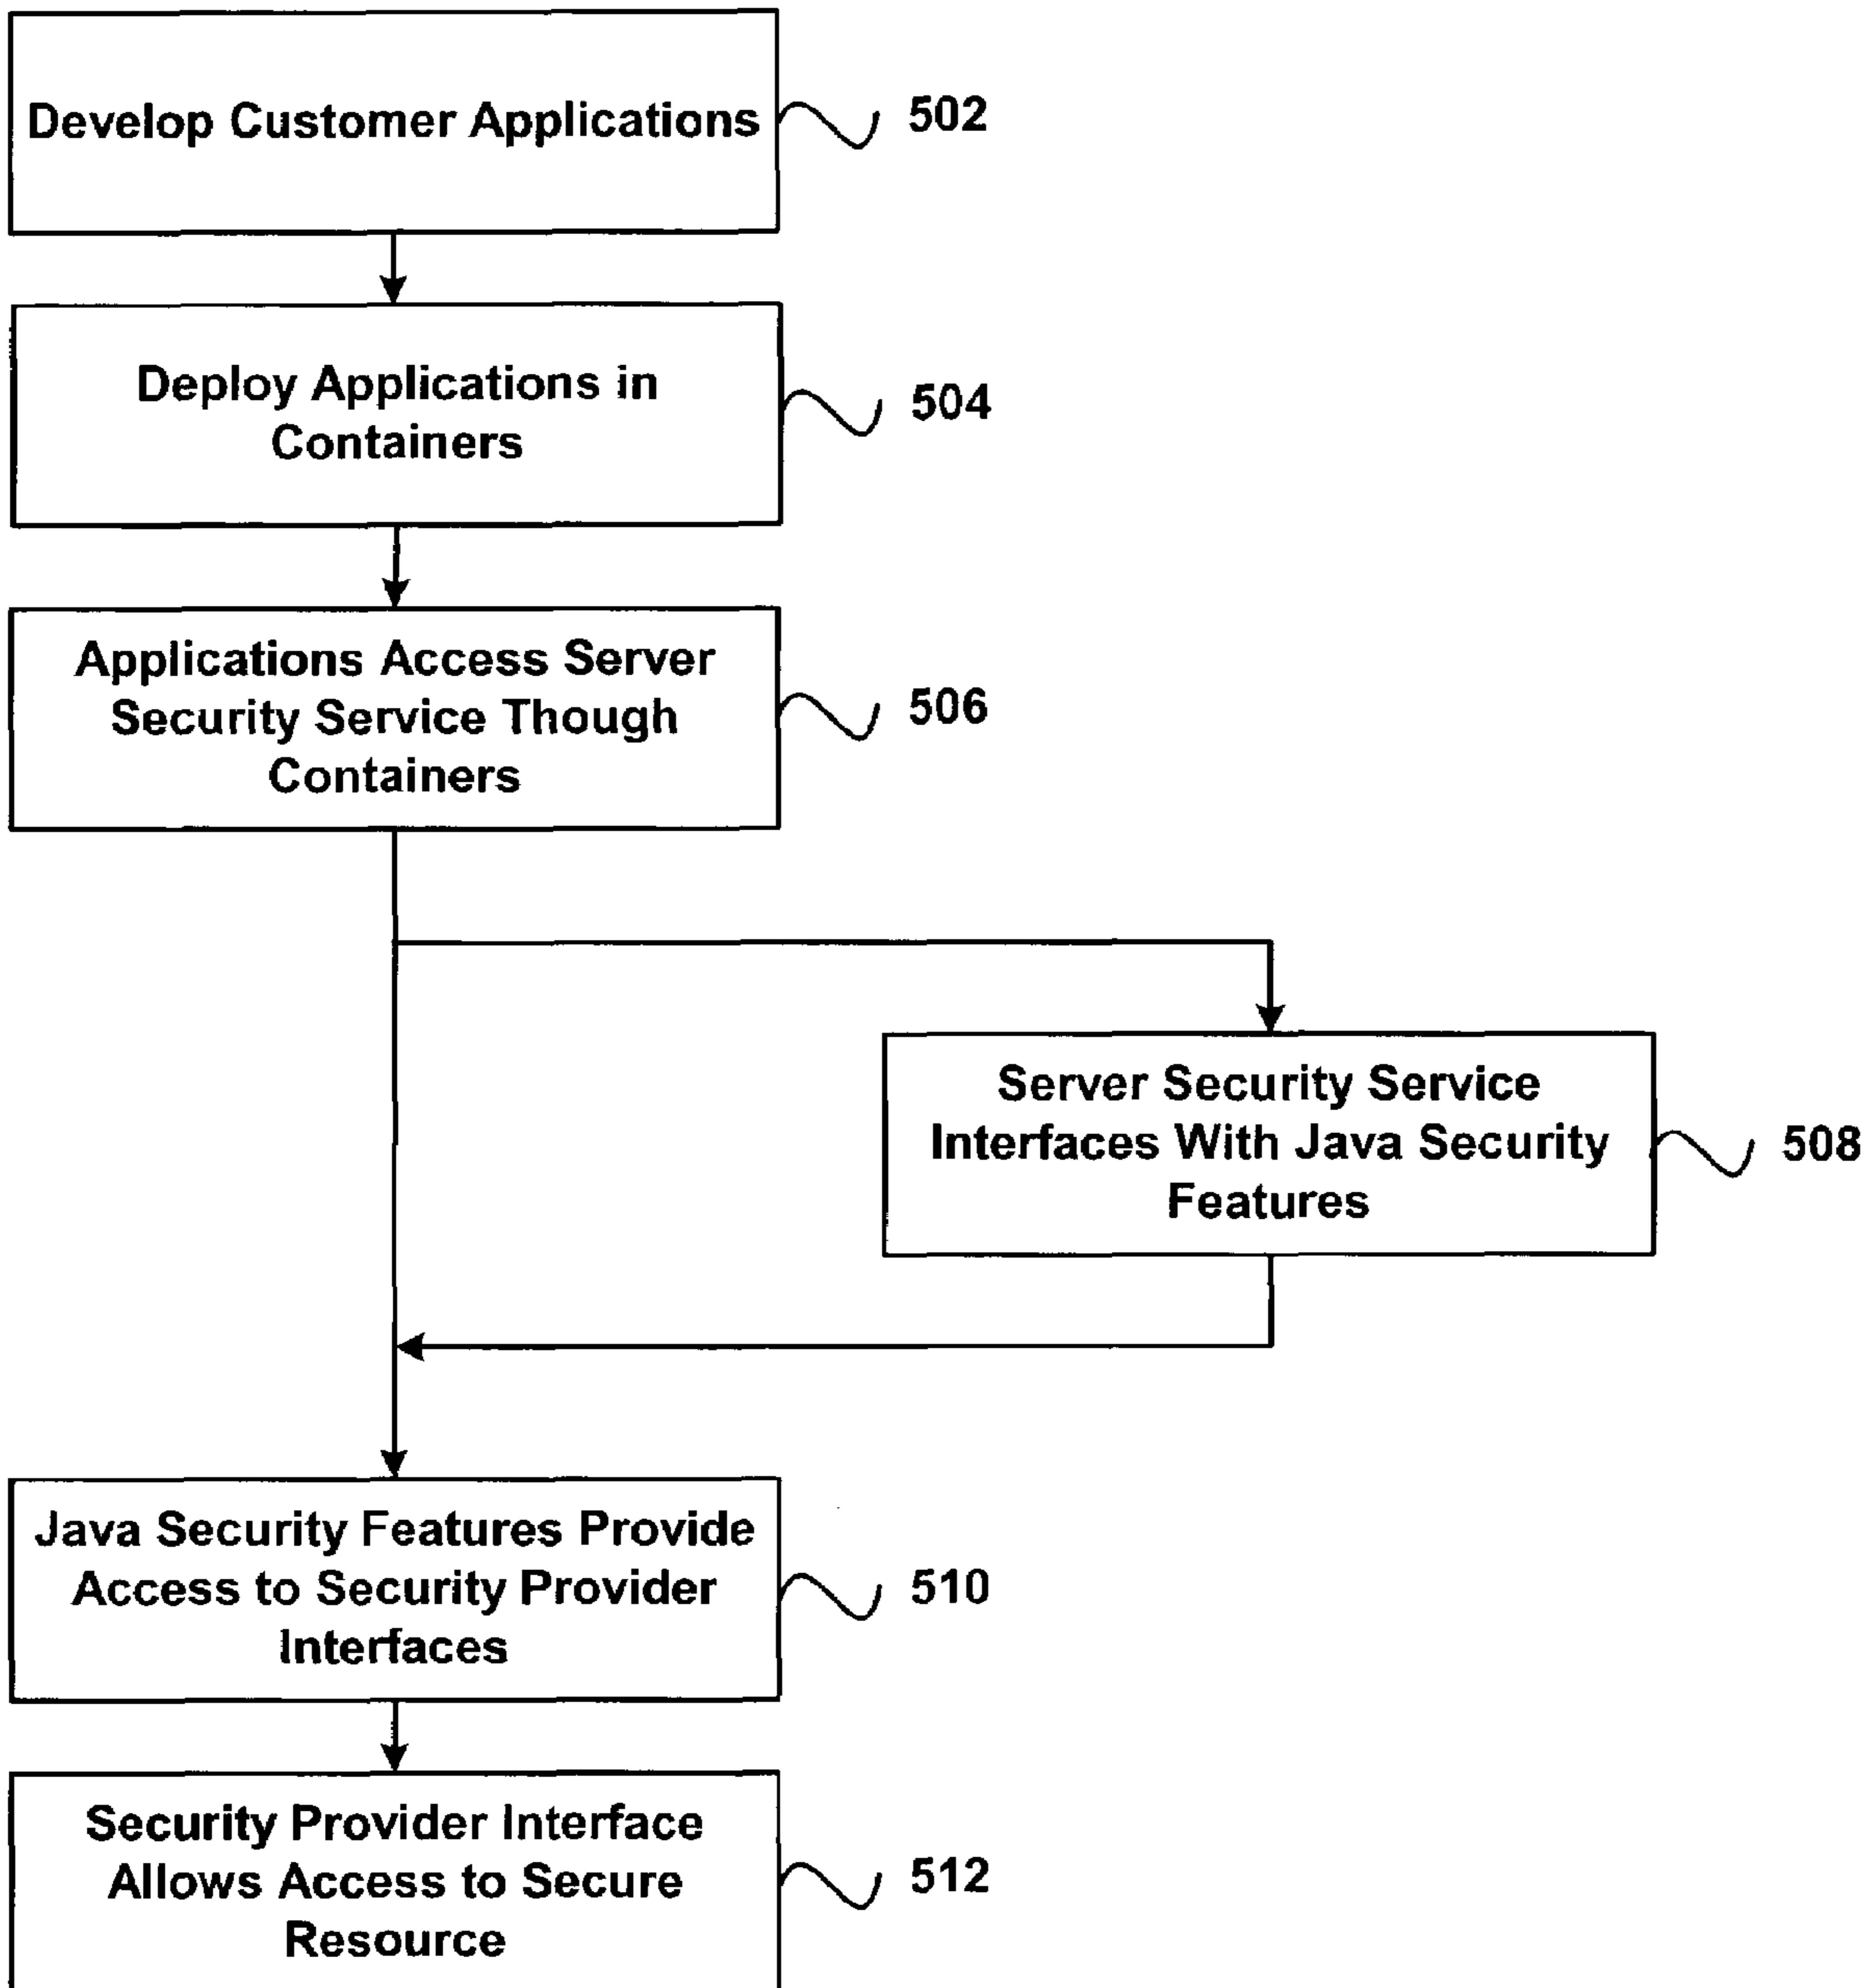 Develop Customer Applications
502
Deploy Applications in
Containers
504
Applications Access Server
Security Service Though
Containers
506
Server Security Service
Interfaces With Java Security
Features
508
Java Security Features Provide
Access to Security Provider
Interfaces
510
Security Provider Interface
Allows Access to Secure
Resource
512